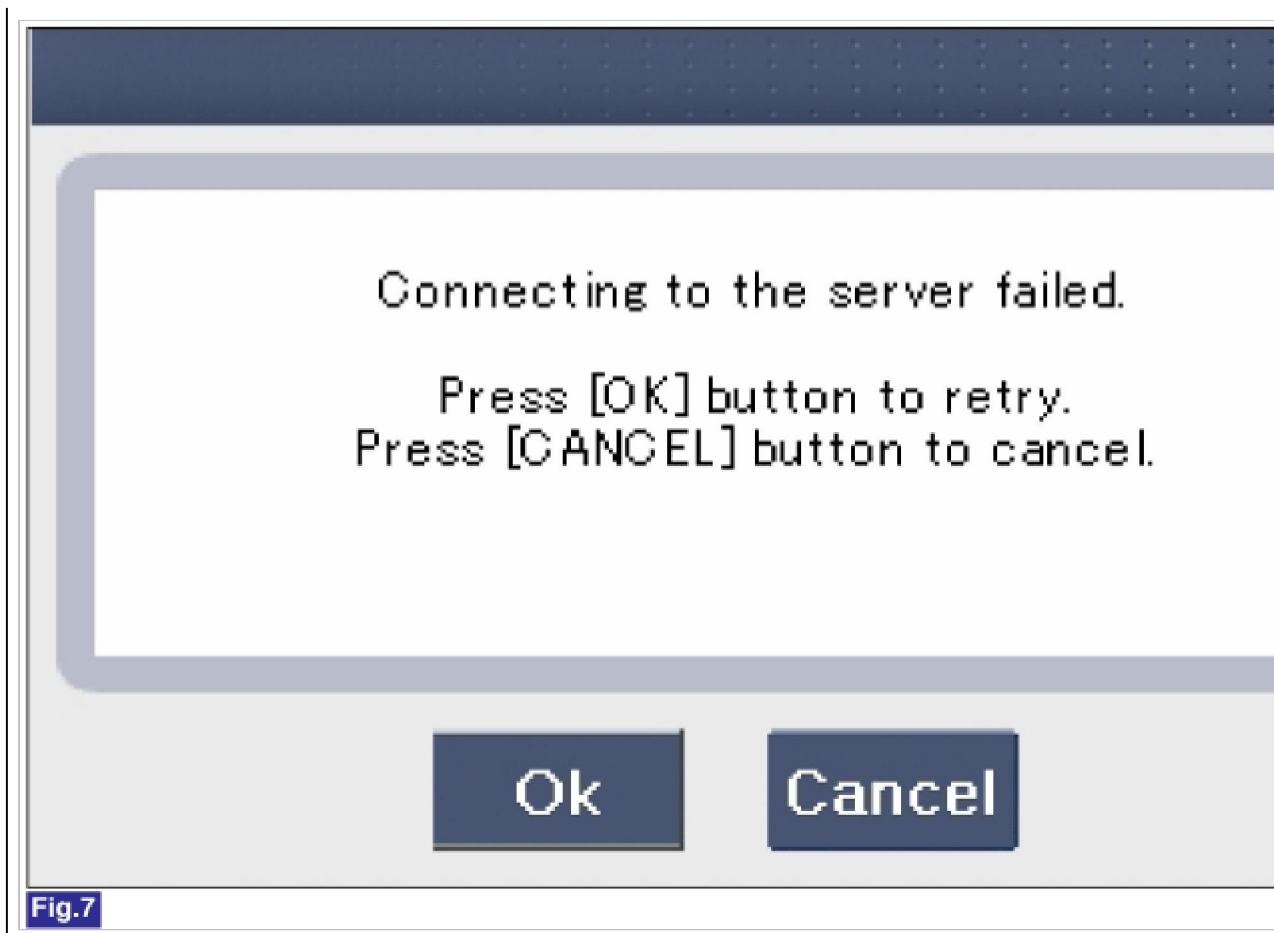 Connecting to the server failed.
Press [OK] button to retry.
Press [CANCEL] button to cancel.
Ok
Cancel
Fig.7